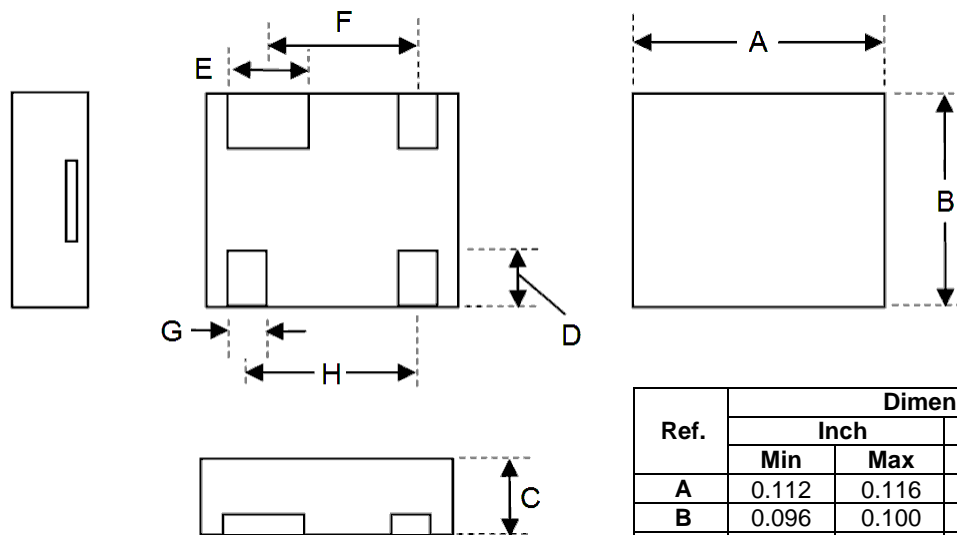 F
E
A
B
G
D
H
C
Dimen
Ref.
Inch
Min Max
A 0.112 0.116
B 0.096 0.100